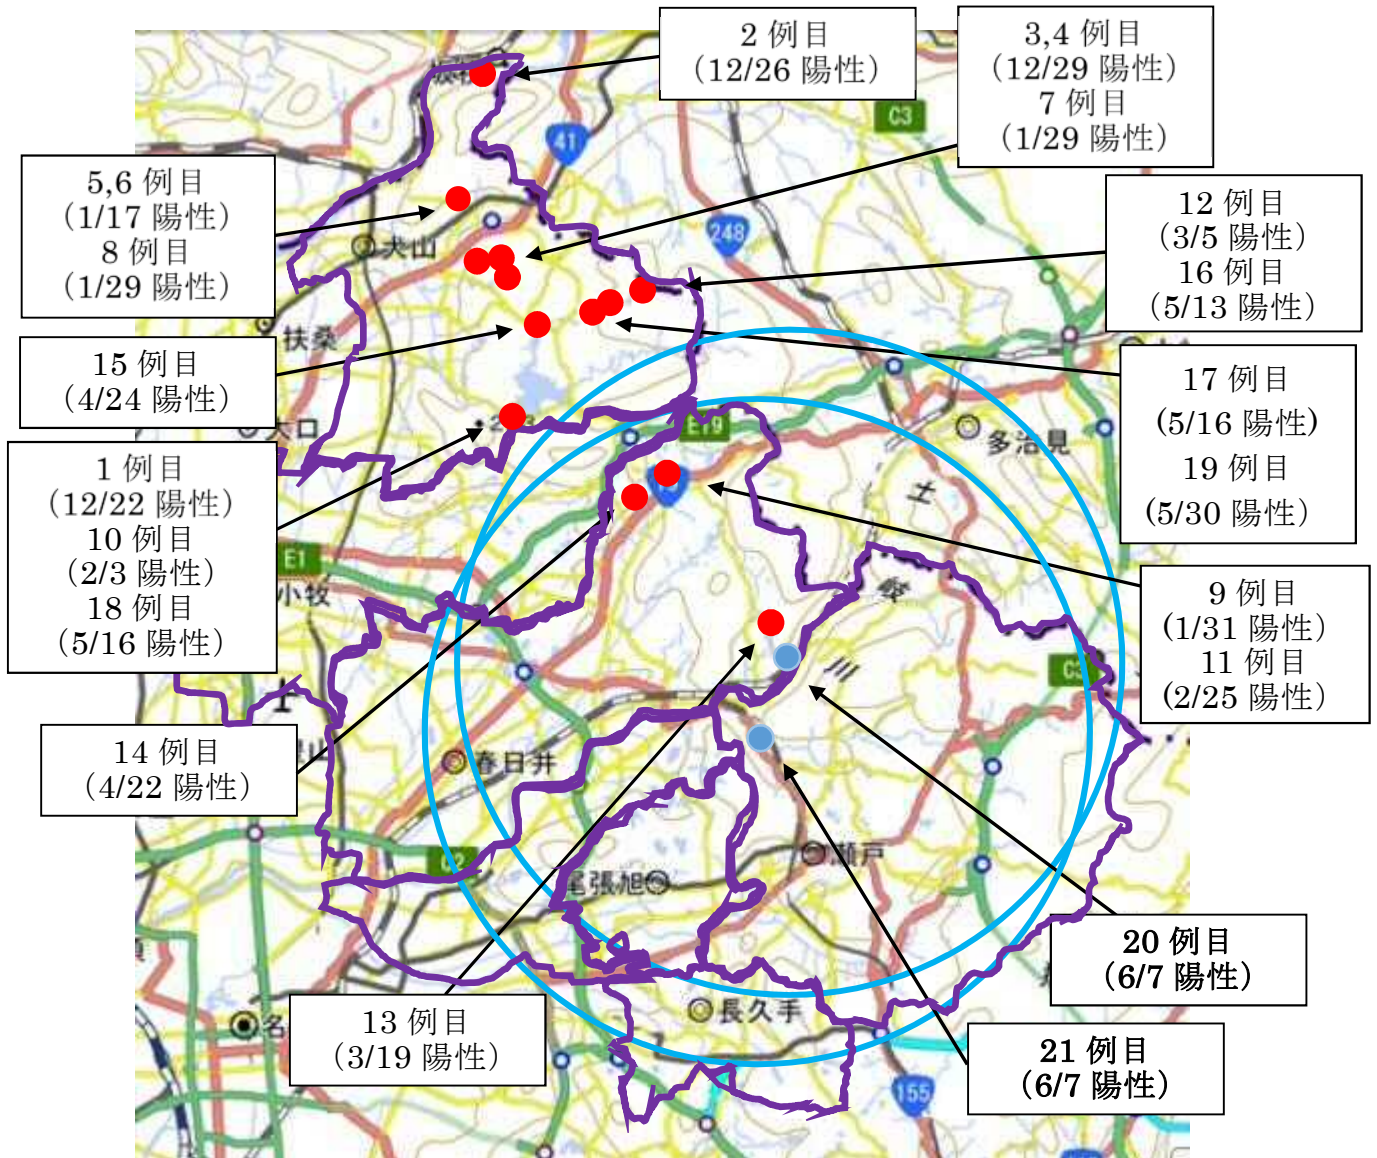 2 例目
(12/26 陽性)
3,4 例目
(12/29 陽性)
7 例目
(1/29 陽性)
C3
41
5,6 例目
(1/17 陽性)
8 例目
(1/29 陽性)
犬山
248
12 例目
(3/5 陽性)
16 例目
(5/13 陽性)
扶桑
15 例目
(4/24 陽性)
17 例目
(5/16 陽性)
19 例目
(5/30 陽性)
大口
E19
多治見
1 例目
(12/22 陽性)
10 例目
(2/3 陽性)
18 例目
(5/16 陽性)
土
岐
川
E1
小牧
9 例目
(1/31 陽性)
11 例目
(2/25 陽性)
C3
14 例目
(4/22 陽性)
春日井
C2
瀬戸
尾張旭
20 例目
(6/7 陽性)
長久手
名
13 例目
(3/19 陽性)
21 例目
(6/7 陽性)
155